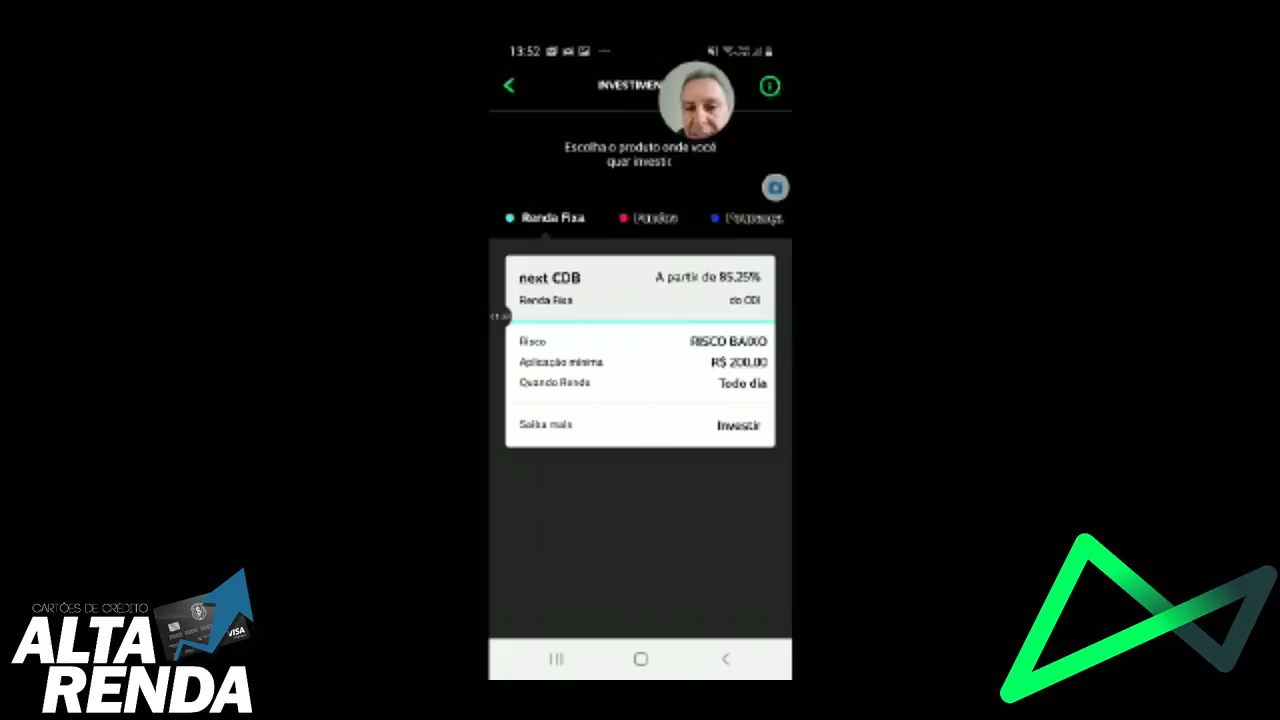 13:52
INVESTIMEN
Escolha o produto onde você
quer investir.
Renda Fixa
next CDB
A partir de 85.25%
Renda Fixa
do CDI
Risco
RISCO BAIXO
Aplicação mínima
R$ 200,00
Quando Rende
Todo dia
Saiba mais
Investir
CARTÕES DE CRÉDITO
ALTA
RENDA
VISA